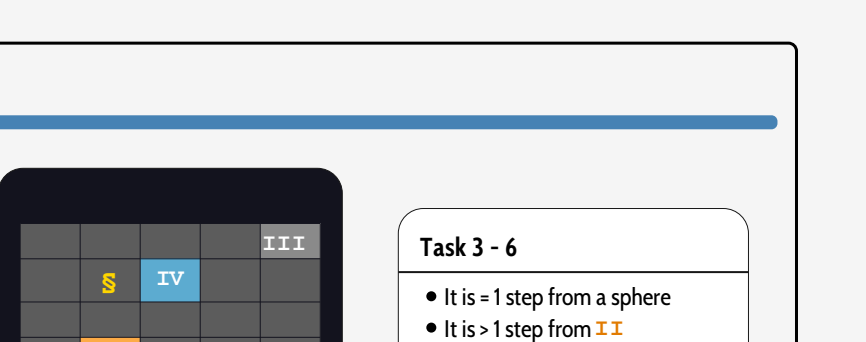 III
§ IV
Task 3 - 6
• It is = 1 step from a sphere
• It is > 1 step from II